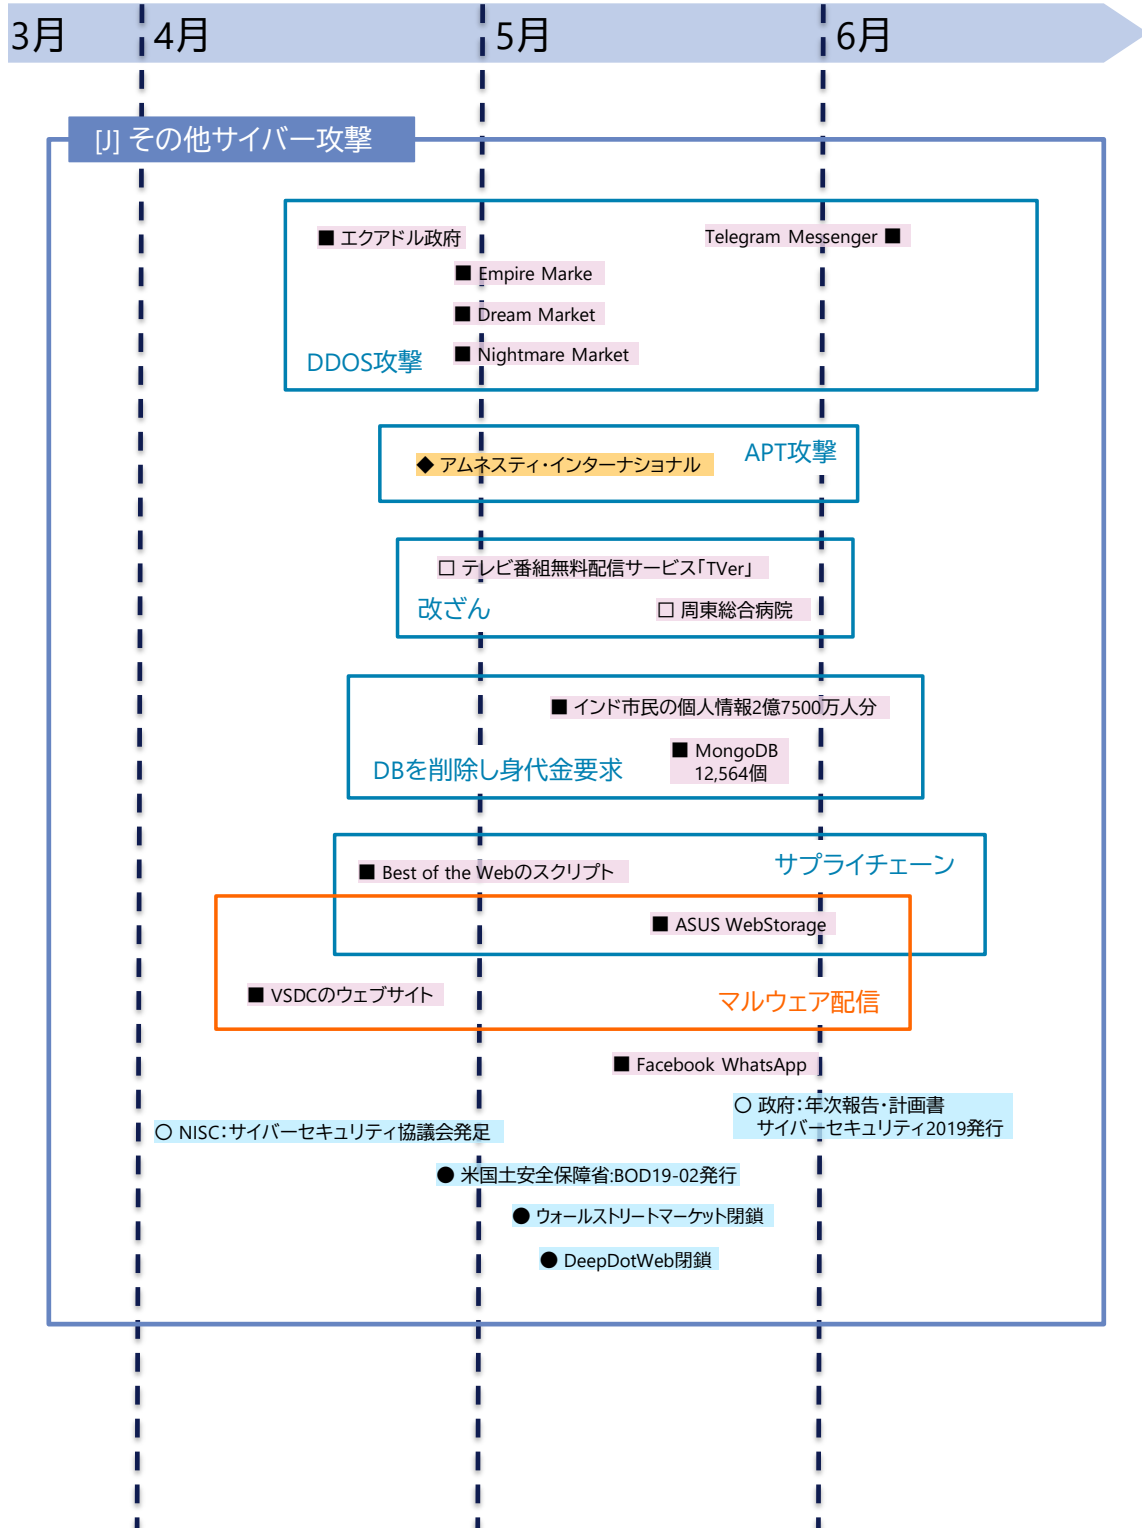 3月 4月 5月 6月
[J] その他サイバー攻撃
■ エクアドル政府
Telegram Messenger ■
■ Empire Marke
■ Dream Market
■ Nightmare Market
DDOS攻撃
APT攻撃
◆ アムネスティ・インターナショナル
□ テレビ番組無料配信サービス「TVer」
改ざん
□ 周東総合病院
■ インド市民の個人情報2億7500万人分
■ MongoDB
12,564個
DBを削除し身代金要求
サプライチェーン
■ Best of the Webのスクリプト
■ ASUS WebStorage
■ VSDCのウェブサイト
マルウェア配信
■ Facebook WhatsApp
○ 政府：年次報告・計画書
サイバーセキュリティ2019発行
○ NISC：サイバーセキュリティ協議会発足
● 米国土安全保障省:BOD19-02発行
● ウォールストリートマーケット閉鎖
● DeepDotWeb閉鎖